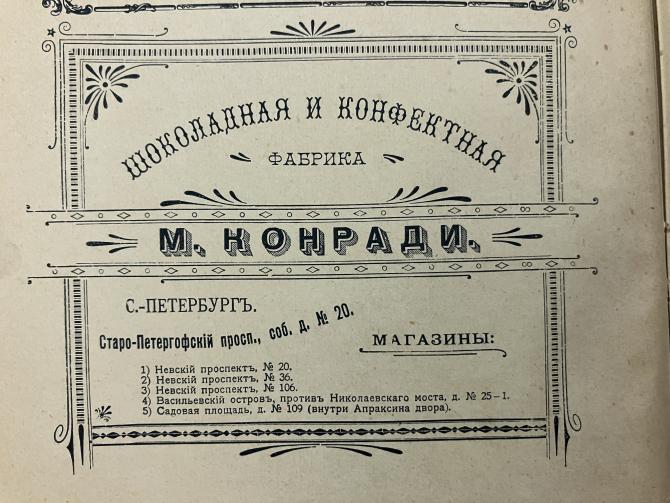 ШОКОЛАДНАЯ И КОНФЕКТНАЯ
ФАБРИКА
М. КОНРАДИ.
С.-ПЕТЕРБУРГЪ.
Старо-Петергофскій просп., соб. д. № 20.
МАГАЗИНЫ:
1) Невскій проспектъ, № 20.
2) Невскій проспектъ, № 36.
3) Невскій проспектъ, № 106.
4) Васильевскій островъ, противъ Николаевскаго моста, д. № 25-1.
5) Садовая площадь, д. № 109 (внутри Апраксина двора).